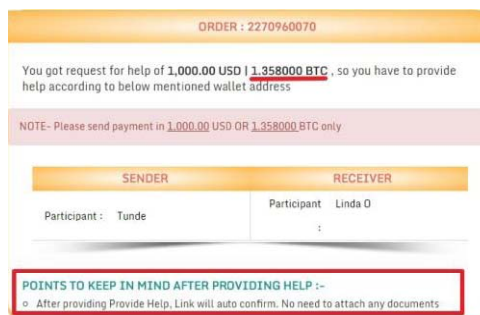 ORDER : 2270960070
You got request for help of 1,000.00 USD | 1.358000 BTC , so you have to provide
help according to below mentioned wallet address
NOTE- Please send payment in 1,000.00 USD OR 1.358000 BTC only
SENDER RECEIVER
Participant : Tunde Participant Linda O
:
POINTS TO KEEP IN MIND AFTER PROVIDING HELP :-
○ After providing Provide Help, Link will auto confirm. No need to attach any documents